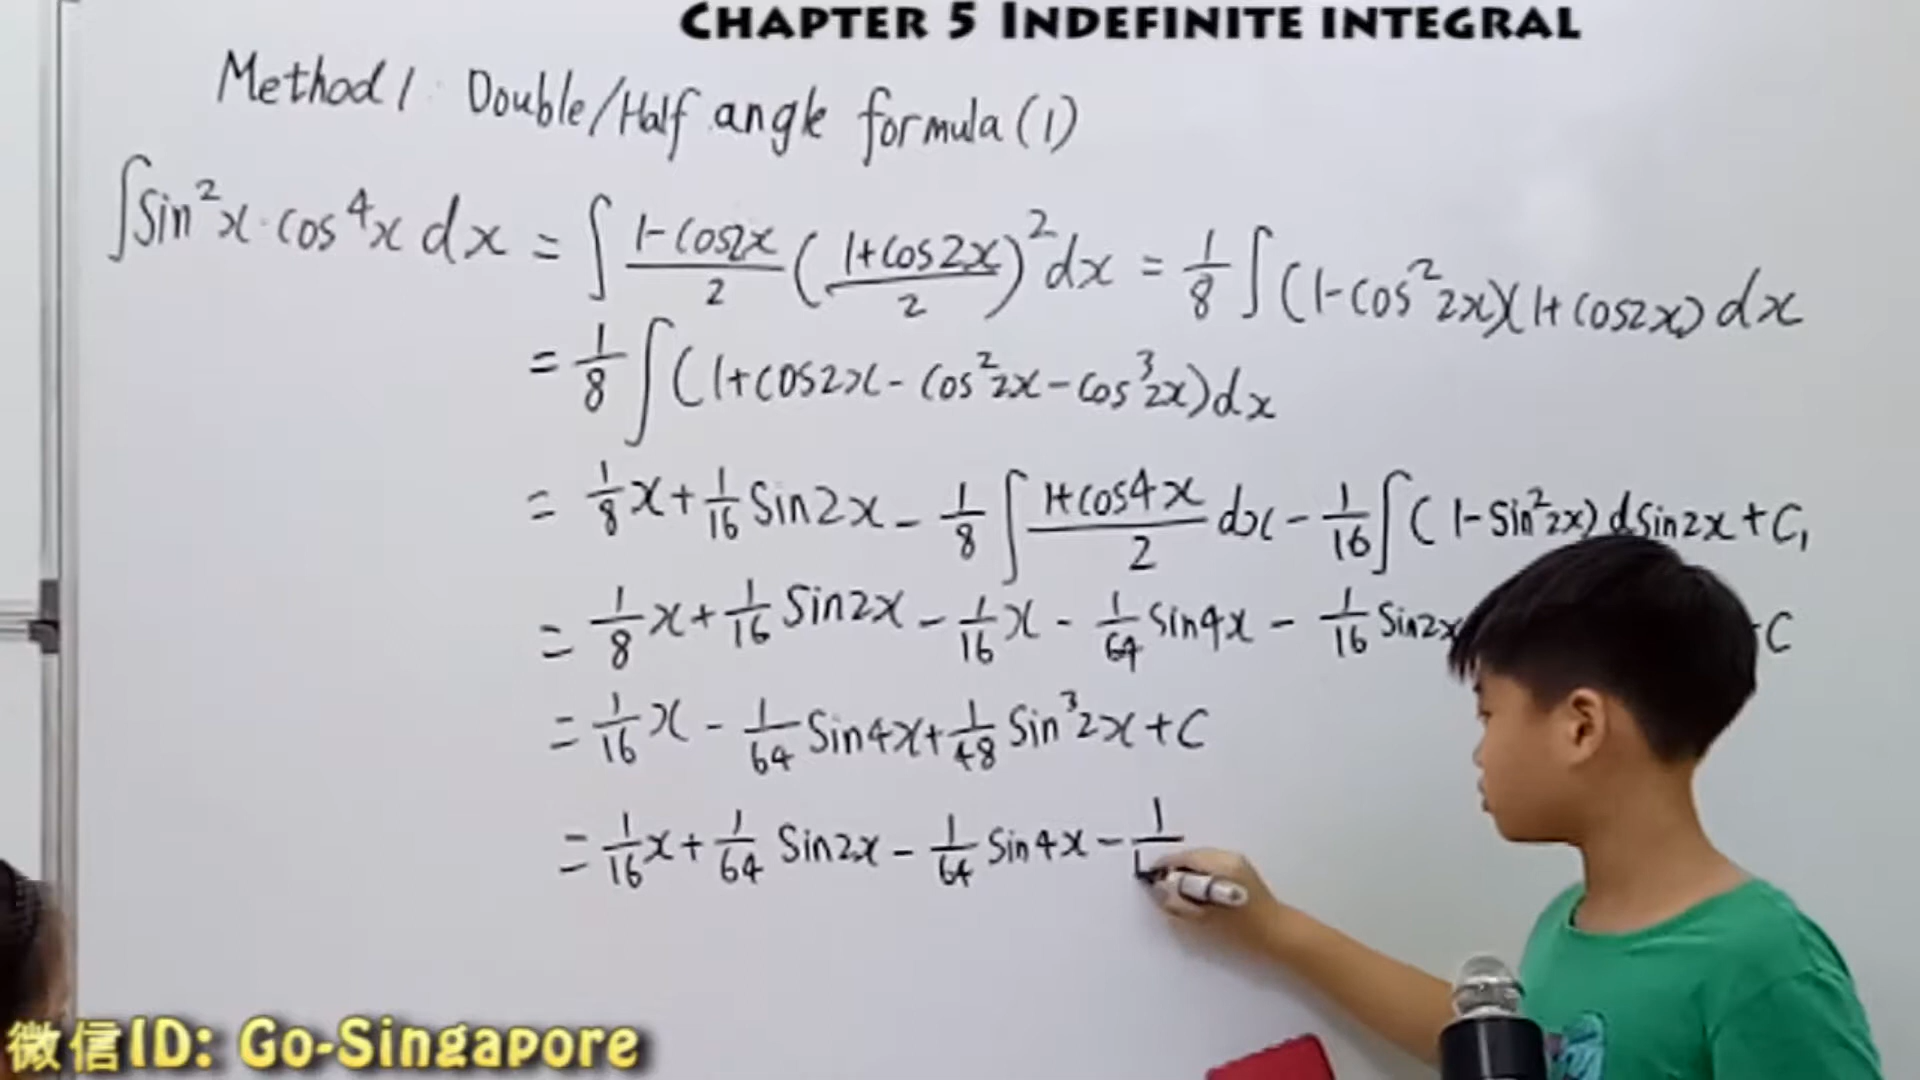 CHAPTER 5 INDEFINITE INTEGRAL
Method 1: Double/Half angle formula (1)
∫sin²x·cos⁴x dx = ∫ (1-cos2x)/2 ((1+cos2x)/2)² dx = 1/8 ∫(1-cos²2x)(1+cos2x) dx
= 1/8 ∫(1+cos2x-cos²2x-cos³2x)dx
= 1/8 x + 1/16 Sin2x - 1/8 ∫ (1+cos4x)/2 dx - 1/16 ∫(1-Sin²2x) dSin2x + C₁
= 1/8 x + 1/16 Sin2x - 1/16 x - 1/64 Sin4x - 1/16 Sin2x + C
= 1/16 x - 1/64 Sin4x + 1/48 Sin³2x + C
= 1/16 x + 1/64 Sin2x - 1/64 Sin4x - 1/
微信ID: Go-Singapore